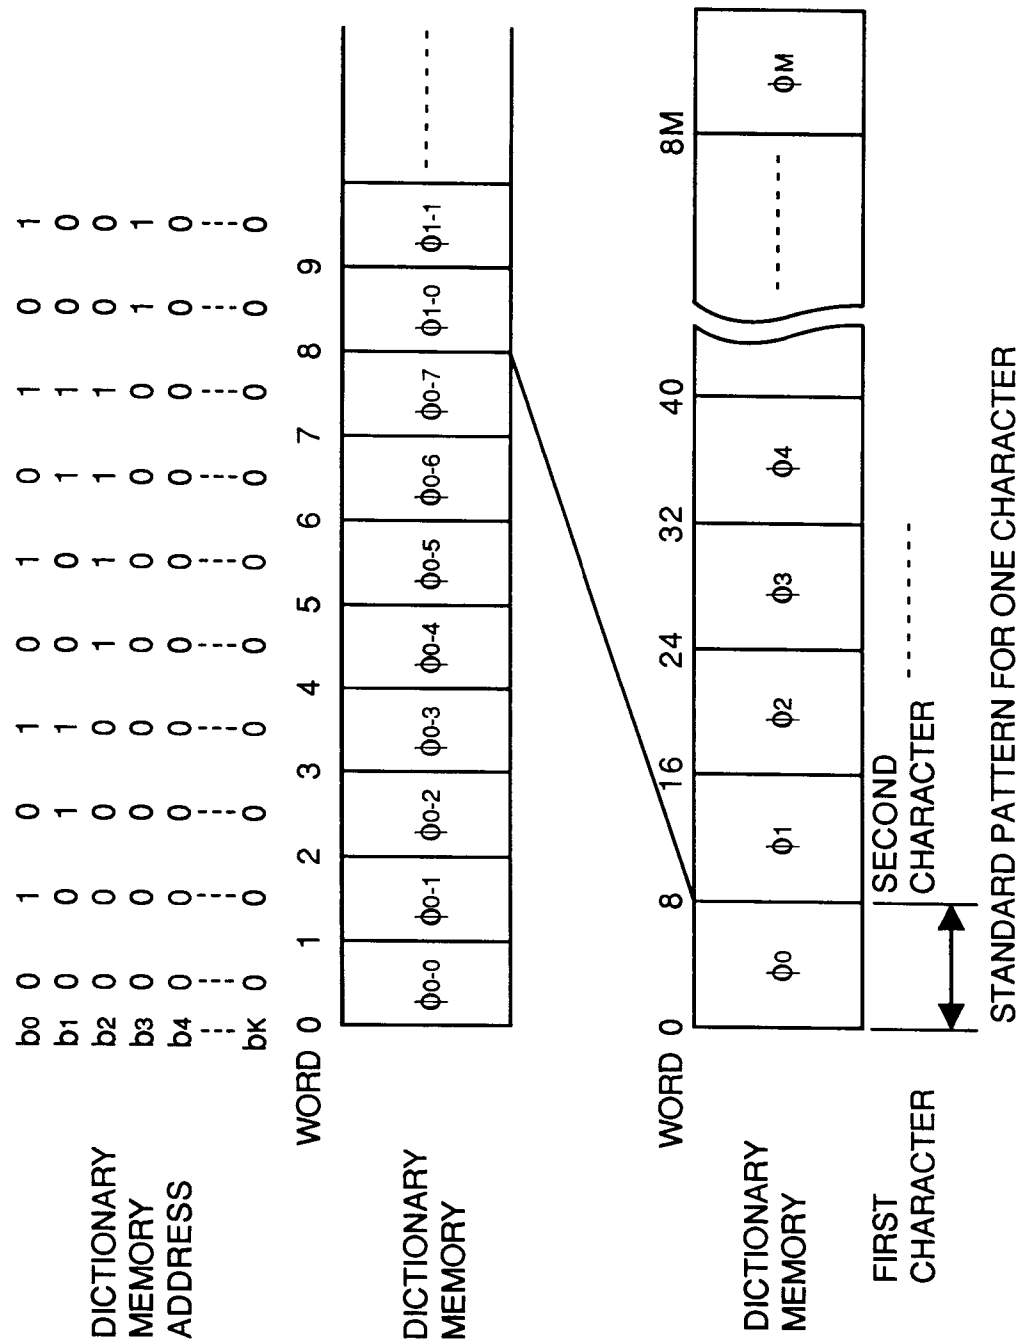 DICTIONARY
MEMORY
ADDRESS
b0 0 1 0 1 0 1 0 1 0 1
b1 0 0 1 1 0 0 1 1 0 0
b2 0 0 0 0 1 1 1 1 0 0
b3 0 0 0 0 0 0 0 0 1 1
b4 0 0 0 0 0 0 0 0 0 0
bK 0 0 0 0 0 0 0 0 0 0
WORD 0 1 2 3 4 5 6 7 8 9
DICTIONARY
MEMORY
ϕ0-0 ϕ0-1 ϕ0-2 ϕ0-3 ϕ0-4 ϕ0-5 ϕ0-6 ϕ0-7 ϕ1-0 ϕ1-1
WORD 0 8 16 24 32 40 8M
DICTIONARY
MEMORY
ϕ0 ϕ1 ϕ2 ϕ3 ϕ4 ϕM
FIRST
CHARACTER
SECOND
CHARACTER
STANDARD PATTERN FOR ONE CHARACTER